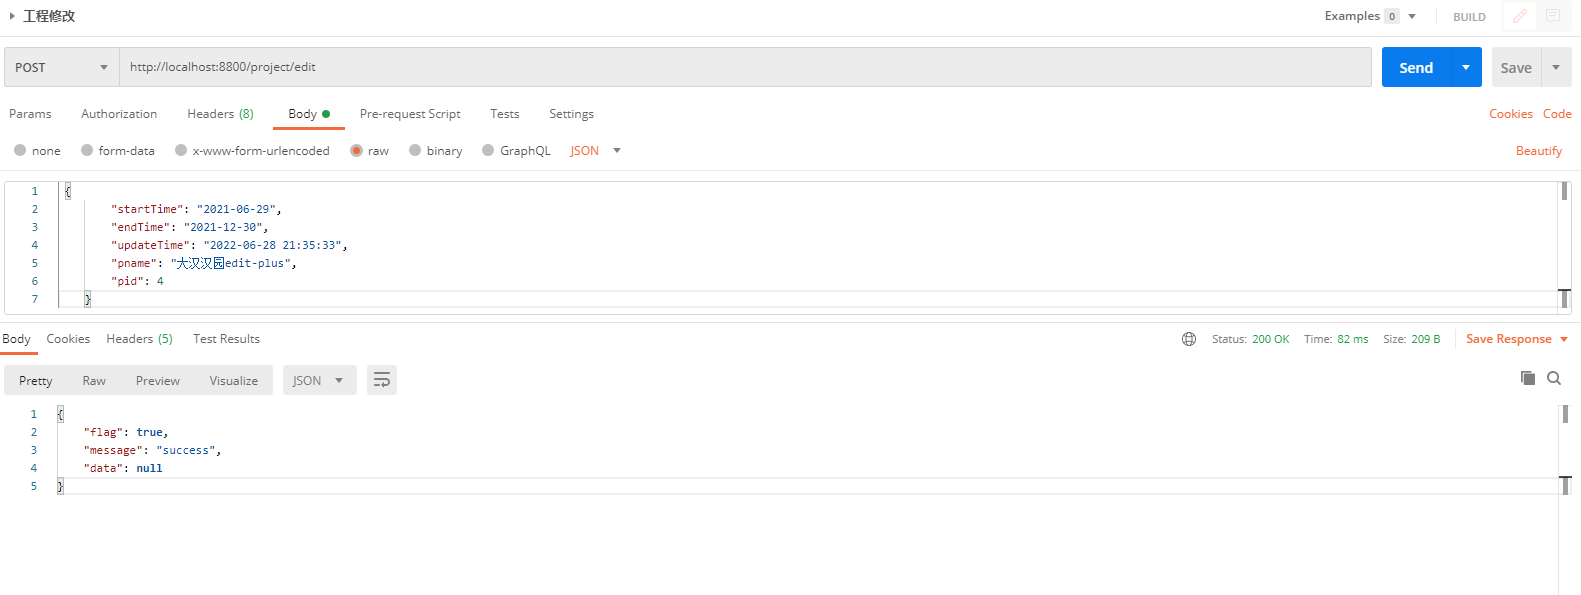 工程修改 Examples 0 BUILD
POST http://localhost:8800/project/edit Send Save
Params Authorization Headers (8) Body Pre-request Script Tests Settings Cookies Code
none form-data x-www-form-urlencoded raw binary GraphQL JSON Beautify
1 {
2 "startTime": "2021-06-29",
3 "endTime": "2021-12-30",
4 "updateTime": "2022-06-28 21:35:33",
5 "pname": "大汉汉园edit-plus",
6 "pid": 4
7 }
Body Cookies Headers (5) Test Results Status: 200 OK Time: 82 ms Size: 209 B Save Response
Pretty Raw Preview Visualize JSON
1 {
2 "flag": true,
3 "message": "success",
4 "data": null
5 }